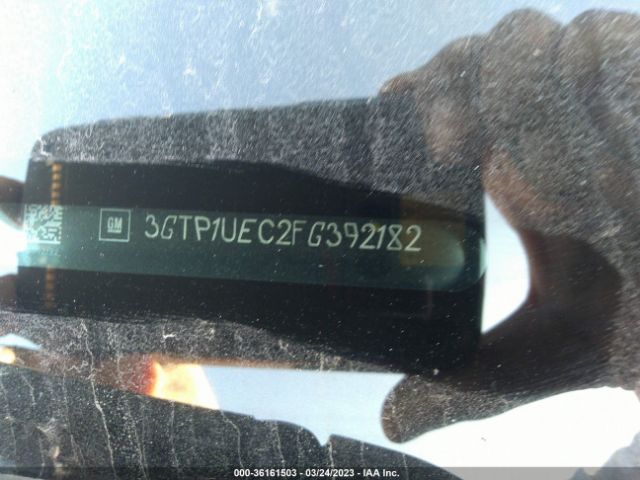 GM 3GTP1UEC2FG392182
000-36161503 - 03/24/2023 - IAA Inc.